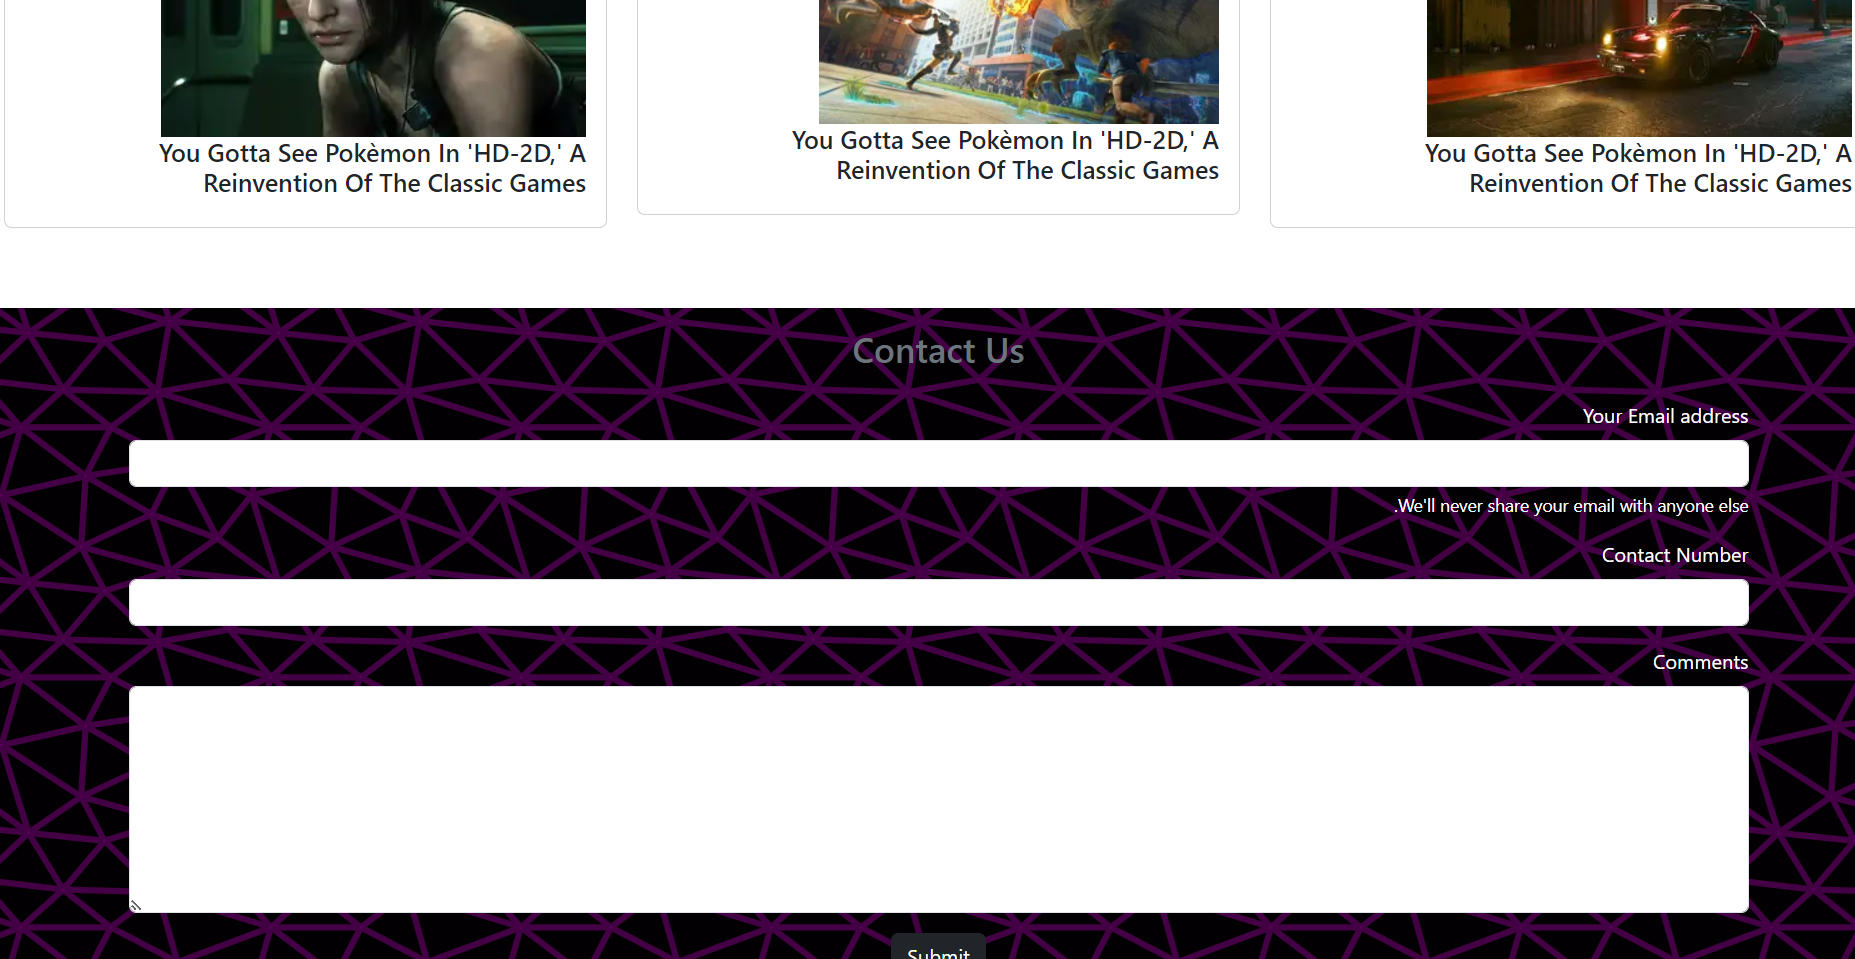 You Gotta See Pokèmon In 'HD-2D,' A
Reinvention Of The Classic Games
You Gotta See Pokèmon In 'HD-2D,' A
Reinvention Of The Classic Games
You Gotta See Pokèmon In 'HD-2D,' A
Reinvention Of The Classic Games
Contact Us
Your Email address
.We'll never share your email with anyone else
Contact Number
Comments
Submit